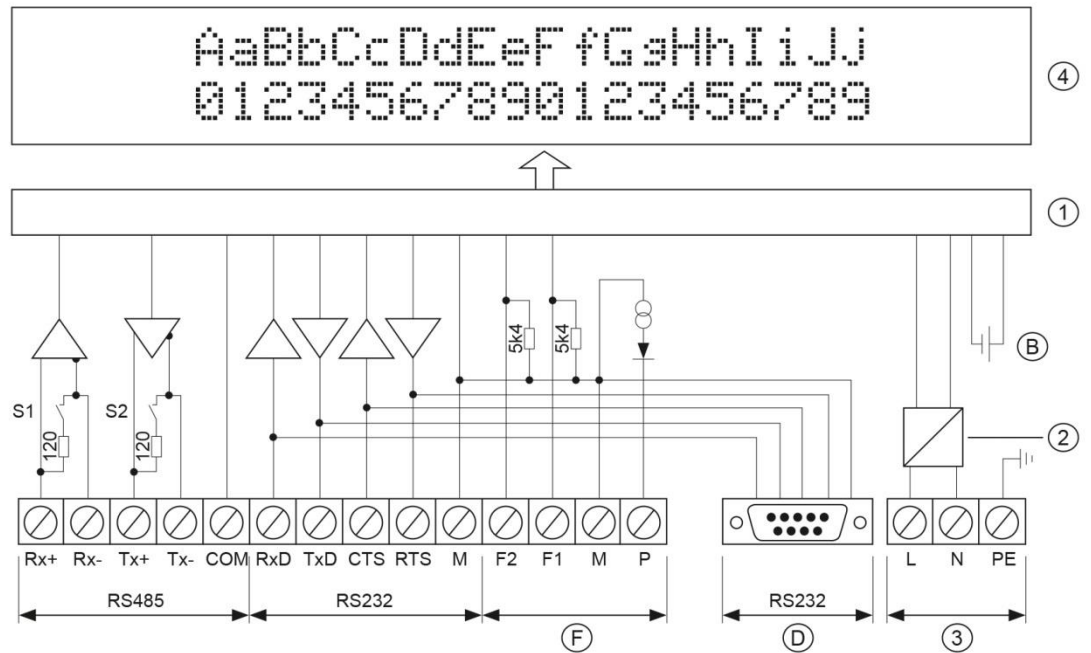 AaBbCcDdEeFfGgHhIiJj
01234567890123456789
4
1
5k4 5k4
B
S1 S2
120 120
2
Rx+ Rx- Tx+ Tx- COM RxD TxD CTS RTS M F2 F1 M P L N PE
RS485 RS232 RS232
F D 3